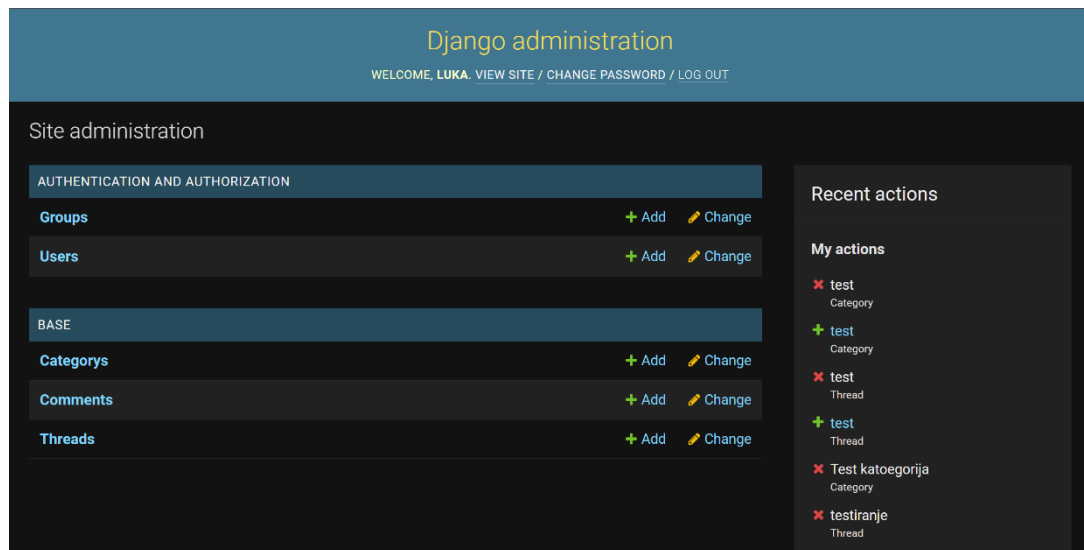 Django administration
WELCOME, LUKA. VIEW SITE / CHANGE PASSWORD / LOG OUT
Site administration
AUTHENTICATION AND AUTHORIZATION
Groups + Add Change
Users + Add Change
BASE
Categorys + Add Change
Comments + Add Change
Threads + Add Change
Recent actions
My actions
test
Category
test
Category
test
Thread
test
Thread
Test katoegorija
Category
testiranje
Thread